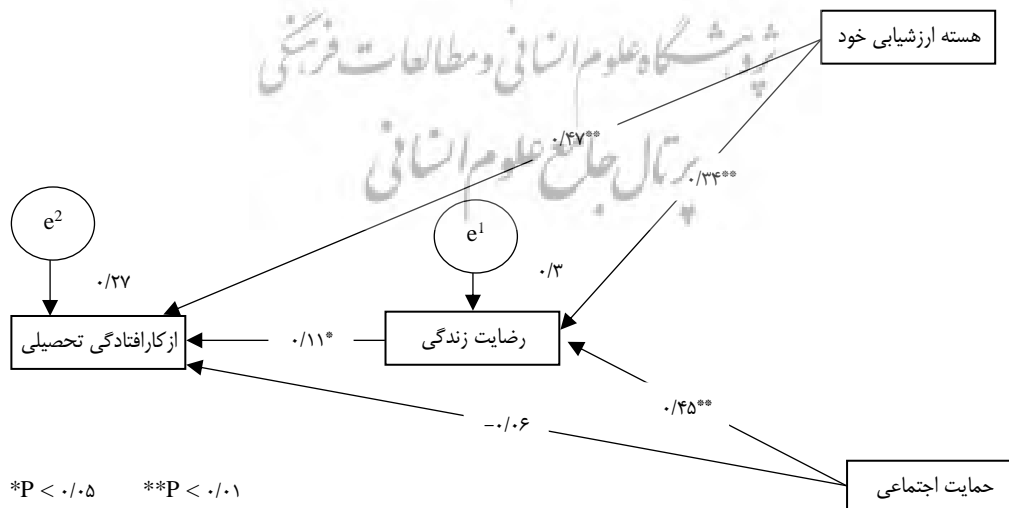 هسته ارزشیابی خود
پژوهشگاه علوم انسانی و مطالعات فرهنگی
۰/۴۷**
پرتال جامع علوم انسانی
۰/۳۴**
e2
e1
۰/۲۷
۰/۳
ازکارافتادگی تحصیلی
۰/۱۱*
رضایت زندگی
۰/۴۵**
-۰/۰۶
حمایت اجتماعی
*P < ۰/۰۵ **P < ۰/۰۱